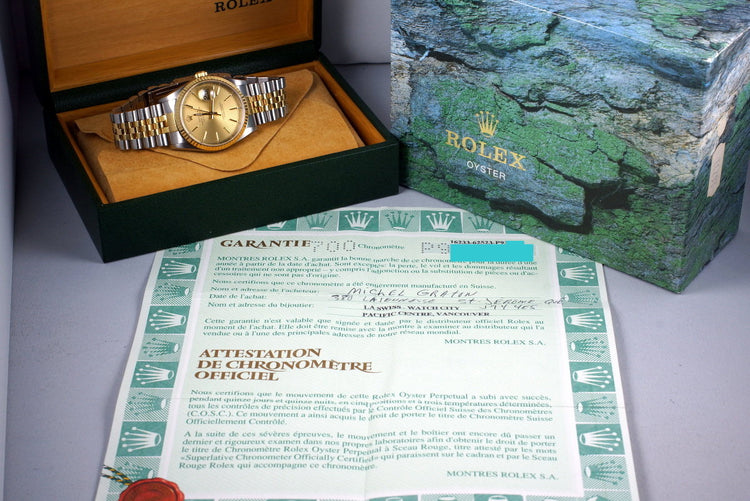 ROLEX
ROLEX
OYSTER
GARANTIE 700 Chronomètre P9 16233-62523-P9
MONTRES ROLEX S.A. garantit la bonne marche de ce chronomètre pour la durée d'une
année à partir de la date d'achat. Sont exceptés: la perte, le vol et les dommages résultant
d'un traitement non approprié – y compris l'adjonction ou la substitution de pièces et d'ac-
cessoires qui ne sont pas d'origine.
Nous certifions que ce chronomètre a été entièrement manufacturé en Suisse.
Nom et adresse de l'acheteur: MICHEL
Date de l'achat:
Nom et adresse du bijoutier: LA SWISS - WATCH CITY
PACIFIC CENTRE, VANCOUVER
Cette garantie n'est valable que signée et datée par le distributeur officiel Rolex au
moment de l'achat. Elle doit être remise avec la montre à examiner au distributeur qui l'a
vendue ou à l'une des principales adresses de notre réseau mondial.
MONTRES ROLEX S.A.
ATTESTATION
DE CHRONOMÈTRE
OFFICIEL
Nous certifions que le mouvement de cette Rolex Oyster Perpetual a subi avec succès,
pendant quinze jours et quinze nuits, en cinq positions et à trois températures déterminées,
tous les contrôles de précision effectués par le Contrôle Officiel Suisse des Chronomètres
(C.O.S.C.). Ce mouvement a ainsi acquis le droit de porter le titre de Chronomètre Suisse
Officiellement Contrôlé.
A la suite de ces sévères épreuves, le mouvement et le boîtier ont encore dû passer un
dernier et rigoureux examen dans nos propres laboratoires afin d'obtenir le droit de porter
le titre de Chronomètre Rolex Oyster Perpetual à Sceau Rouge, titre attesté par les mots
«Superlative Chronometer Officially Certified» qui paraissent sur le cadran et par le Sceau
Rouge Rolex qui accompagne ce chronomètre.
MONTRES ROLEX S.A.